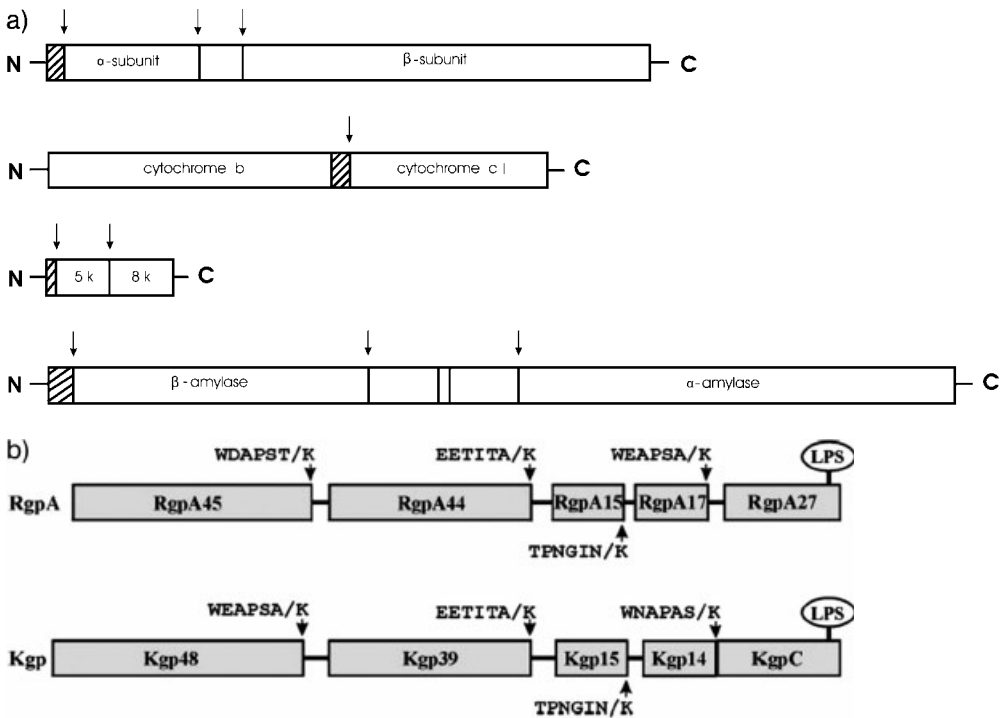 a)
N α-subunit β-subunit C
N cytochrome b cytochrome c l C
N 5 k 8 k C
N β-amylase α-amylase C
b)
WDAPST/K EETITA/K WEAPSA/K LPS
RgpA RgpA45 RgpA44 RgpA15 RgpA17 RgpA27
TPNGIN/K
WEAPSA/K EETITA/K WNAPAS/K LPS
Kgp Kgp48 Kgp39 Kgp15 Kgp14 KgpC
TPNGIN/K